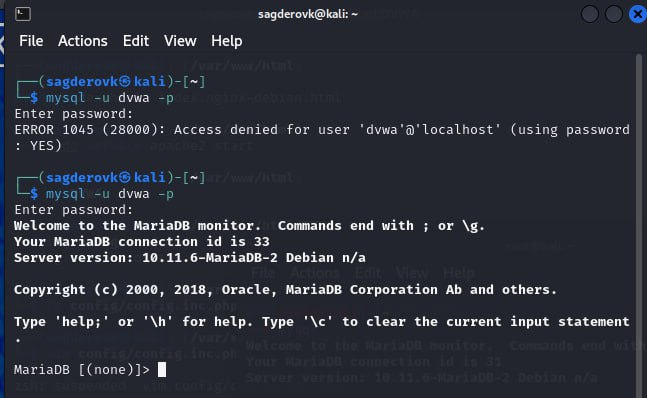 sagderovk@kali: ~
File Actions Edit View Help
┌──(sagderovk㉿kali)-[~]
└─$ mysql -u dvwa -p
Enter password:
ERROR 1045 (28000): Access denied for user 'dvwa'@'localhost' (using password
: YES)
┌──(sagderovk㉿kali)-[~]
└─$ mysql -u dvwa -p
Enter password:
Welcome to the MariaDB monitor.  Commands end with ; or \g.
Your MariaDB connection id is 33
Server version: 10.11.6-MariaDB-2 Debian n/a
Copyright (c) 2000, 2018, Oracle, MariaDB Corporation Ab and others.
Type 'help;' or '\h' for help. Type '\c' to clear the current input statement
.
MariaDB [(none)]>